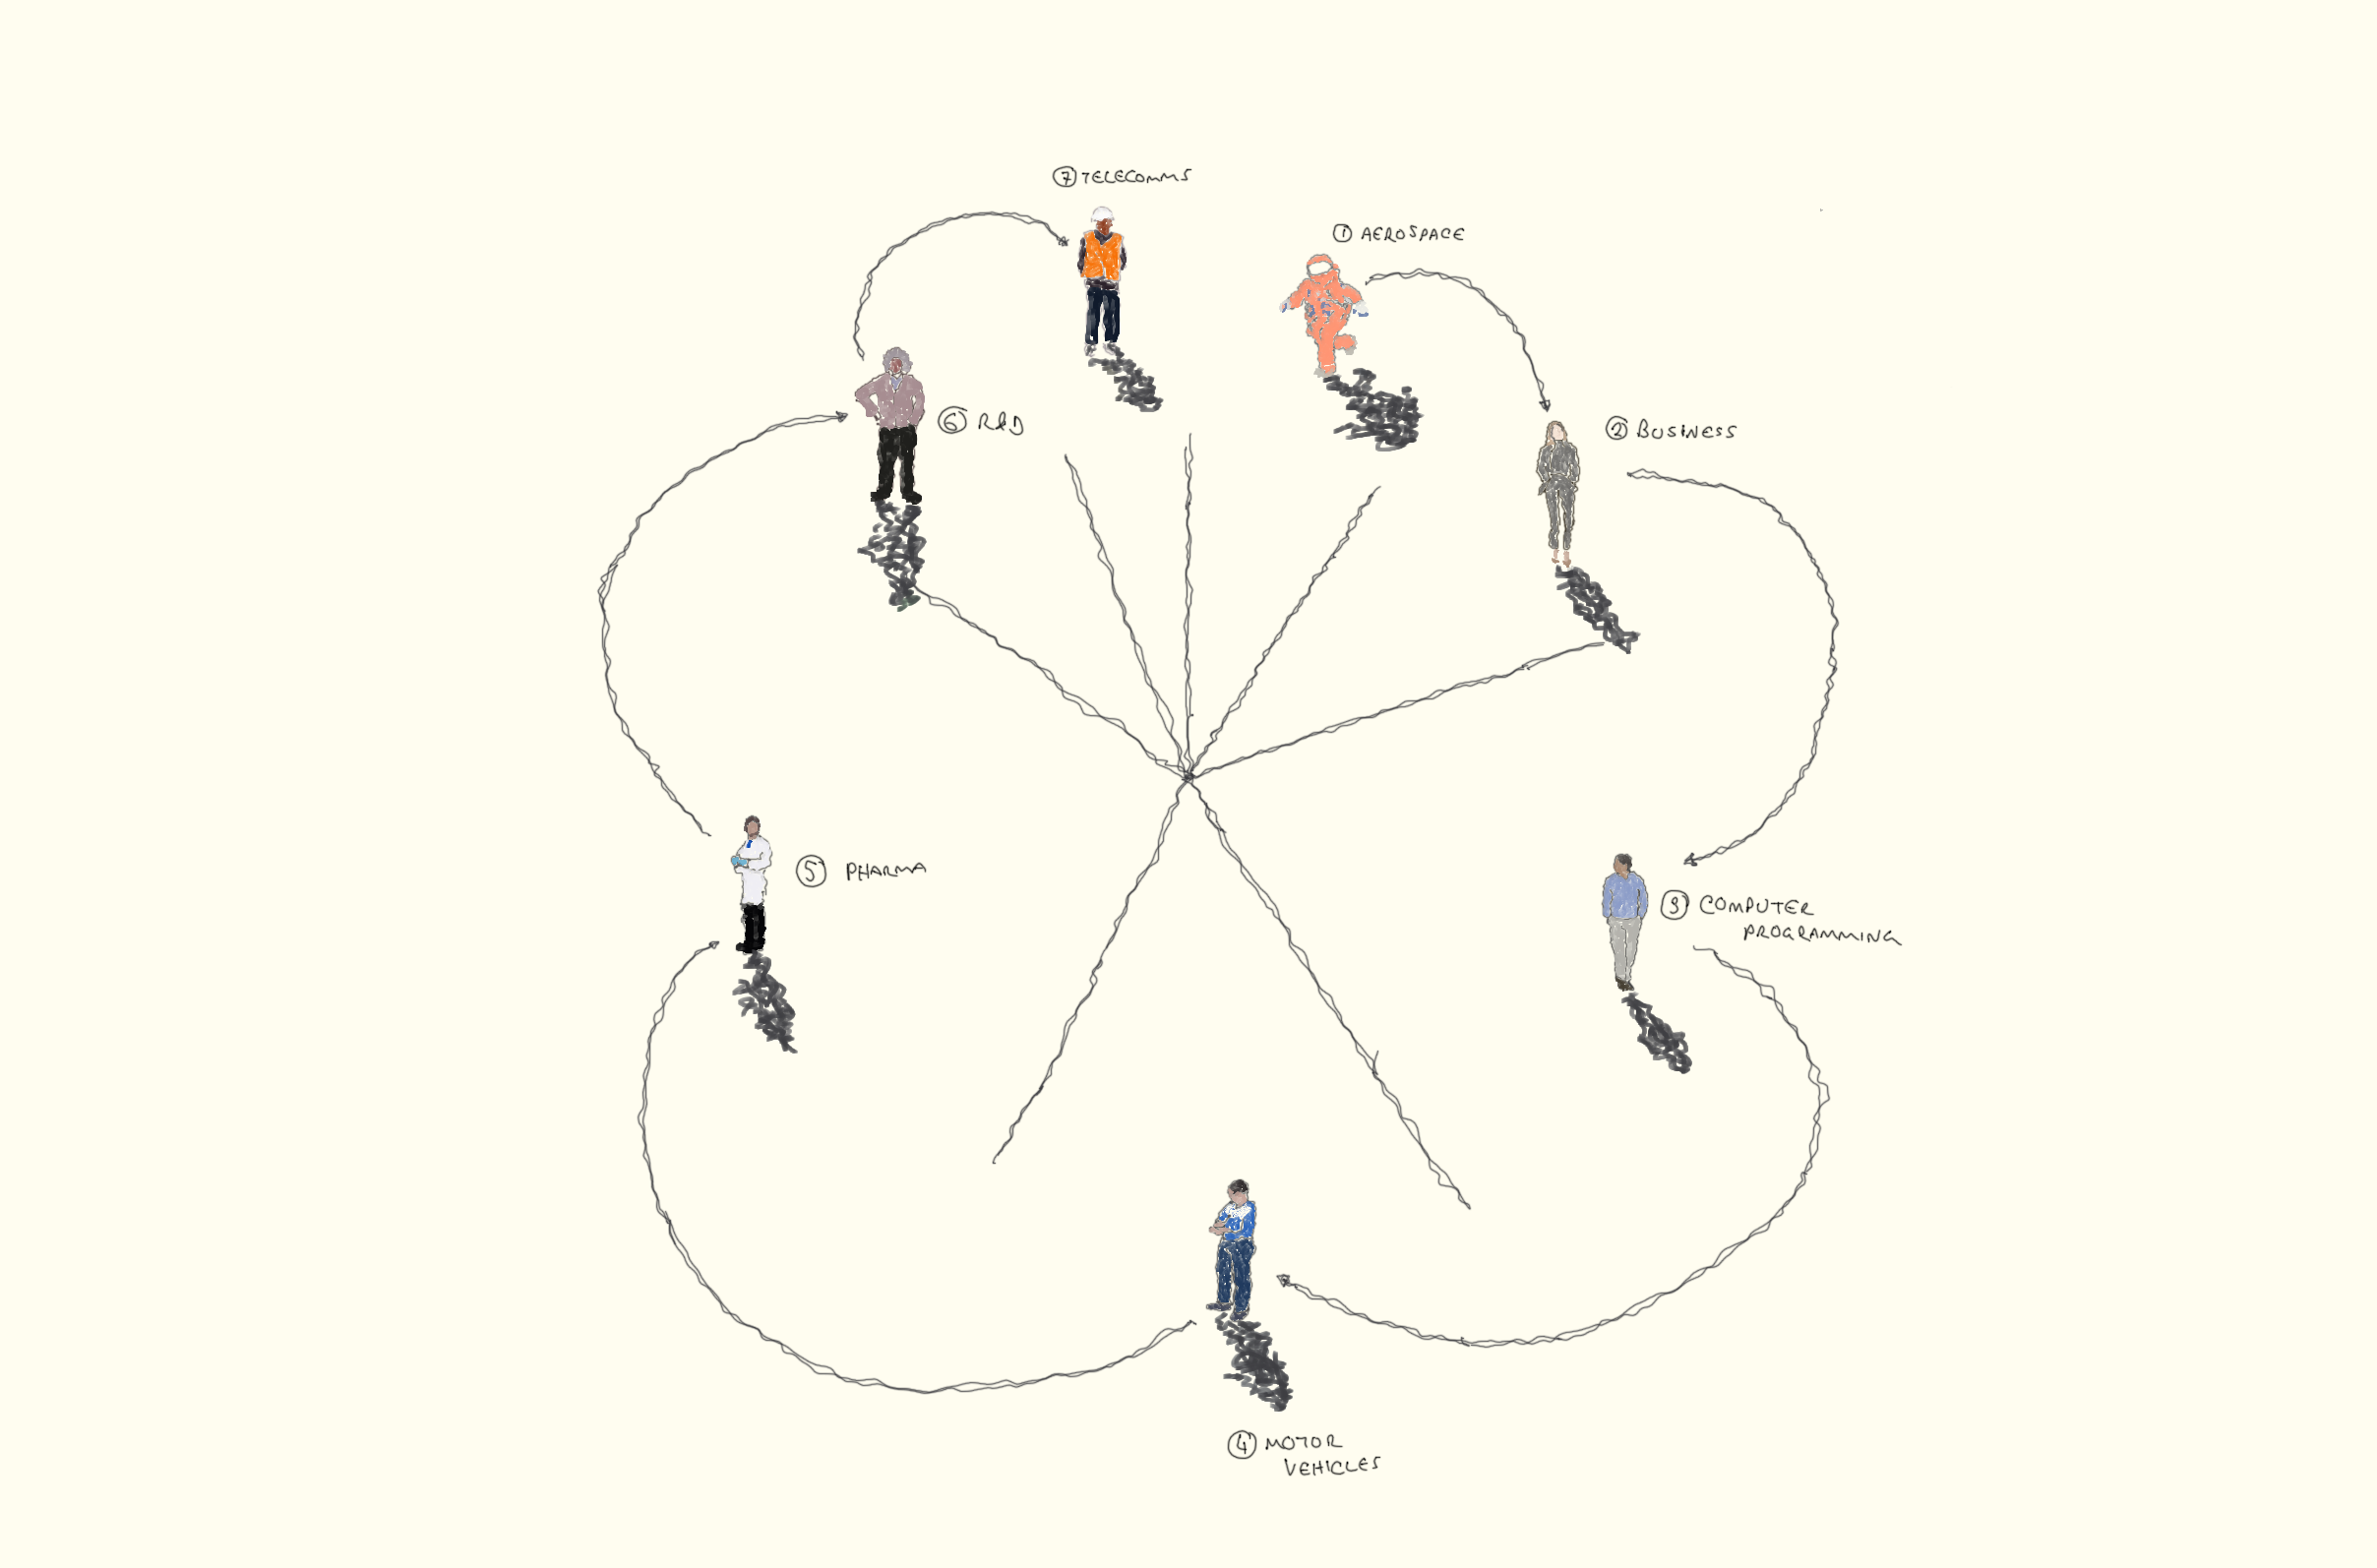 ⑦ TELECOMMS
① AEROSPACE
② BUSINESS
⑥ R&D
⑤ PHARMA
③ COMPUTER
PROGRAMMING
④ MOTOR
VEHICLES